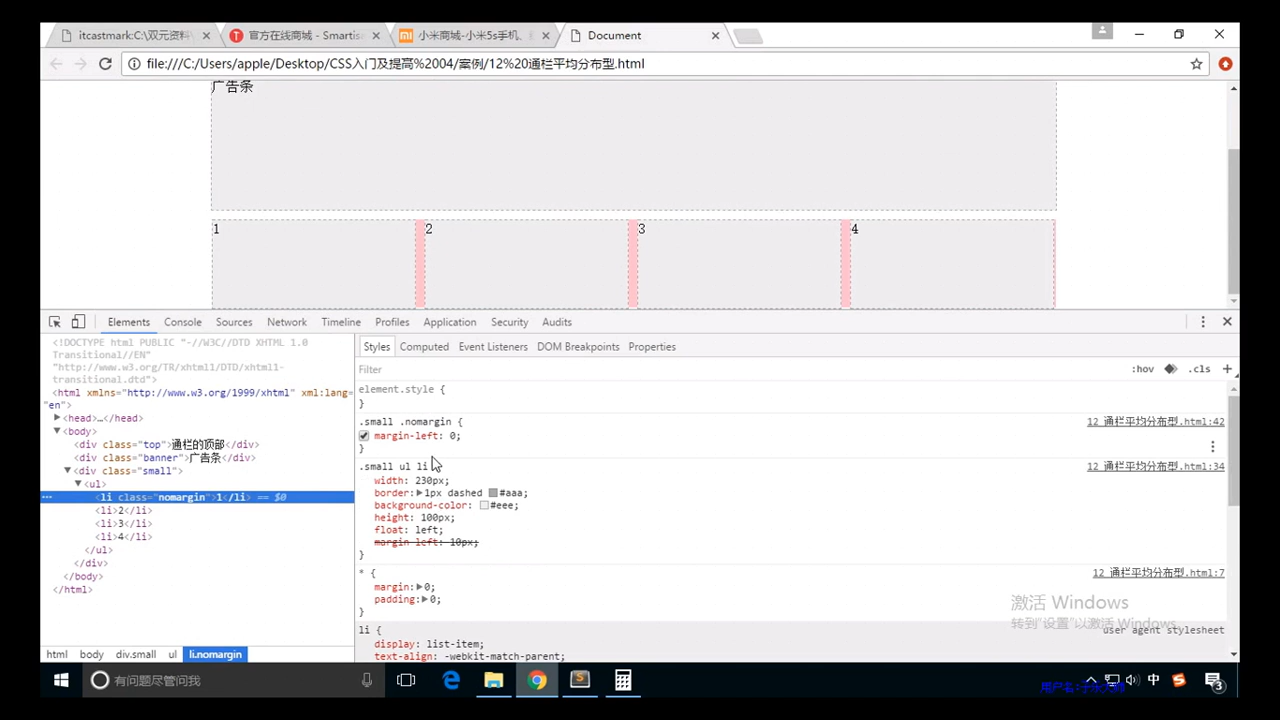 itcastmark:C:\双元资料\
官方在线商城 - Smartis
小米商城-小米5s手机、
Document
file:///C:/Users/apple/Desktop/CSS入门及提高%2004/案例/12%20通栏平均分布型.html
广告条
1
2
3
4
Elements
Console
Sources
Network
Timeline
Profiles
Application
Security
Audits
<!DOCTYPE html PUBLIC "-//W3C//DTD XHTML 1.0
Transitional//EN"
"http://www.w3.org/TR/xhtml1/DTD/xhtml1-
transitional.dtd">
<html xmlns="http://www.w3.org/1999/xhtml" xml:lang=
"en">
<head>…</head>
<body>
<div class="top">通栏的顶部</div>
<div class="banner">广告条</div>
<div class="small">
<ul>
<li class="nomargin">1</li> == $0
<li>2</li>
<li>3</li>
<li>4</li>
</ul>
</div>
</body>
</html>
html
body
div.small
ul
li.nomargin
Styles
Computed
Event Listeners
DOM Breakpoints
Properties
Filter
:hov
.cls
+
element.style {
}
.small .nomargin {
12 通栏平均分布型.html:42
margin-left: 0;
}
.small ul li
12 通栏平均分布型.html:34
width: 230px;
border: 1px dashed #aaa;
background-color: #eee;
height: 100px;
float: left;
margin-left: 10px;
}
* {
12 通栏平均分布型.html:7
margin: 0;
padding: 0;
}
li {
user agent stylesheet
display: list-item;
text-align: -webkit-match-parent;
激活 Windows
转到"设置"以激活 Windows。
有问题尽管问我
中
3